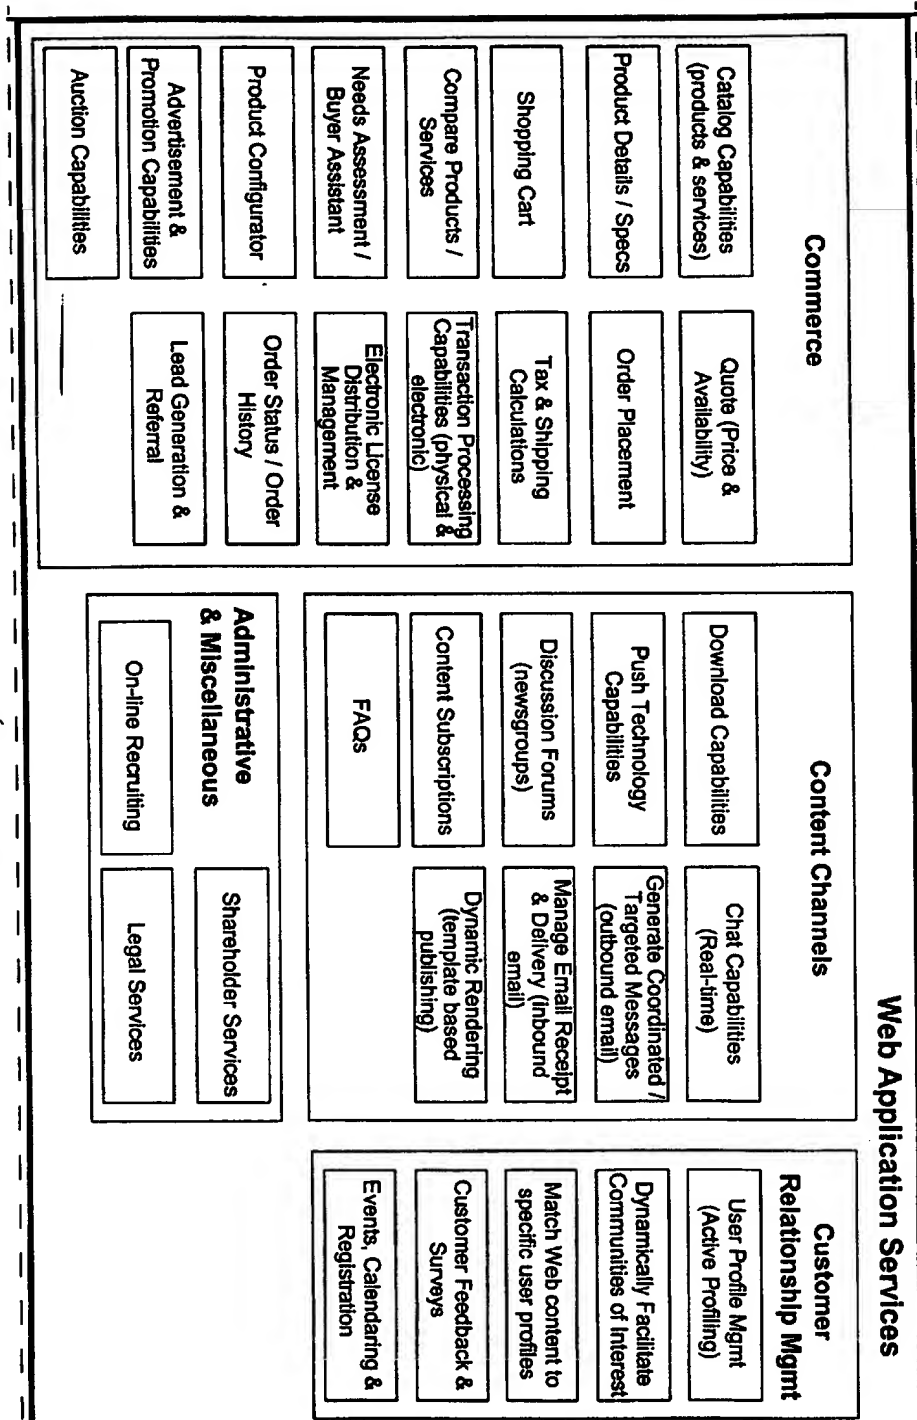 Web Application Services
Commerce
Catalog Capabilities
(products & services)
Product Details / Specs
Shopping Cart
Compare Products /
Services
Needs Assessment /
Buyer Assistant
Product Configurator
Advertisement &
Promotion Capabilities
Auction Capabilities
Quote (Price &
Availability)
Order Placement
Tax & Shipping
Calculations
Transaction Processing
Capabilities (physical &
electronic)
Electronic License
Distribution &
Management
Order Status / Order
History
Lead Generation &
Referral
Content Channels
Download Capabilities
Push Technology
Capabilities
Discussion Forums
(newsgroups)
Content Subscriptions
FAQs
Chat Capabilities
(Real-time)
Generate Coordinated /
Targeted Messages
(outbound email)
Manage Email Receipt
& Delivery (Inbound
email)
Dynamic Rendering
(template based
publishing)
Administrative
& Miscellaneous
On-line Recruiting
Shareholder Services
Legal Services
Customer
Relationship Mgmt
User Profile Mgmt
(Active Profiling)
Dynamically Facilitate
Communities of Interest
Match Web content to
specific user profiles
Customer Feedback &
Surveys
Events, Calendaring &
Registration